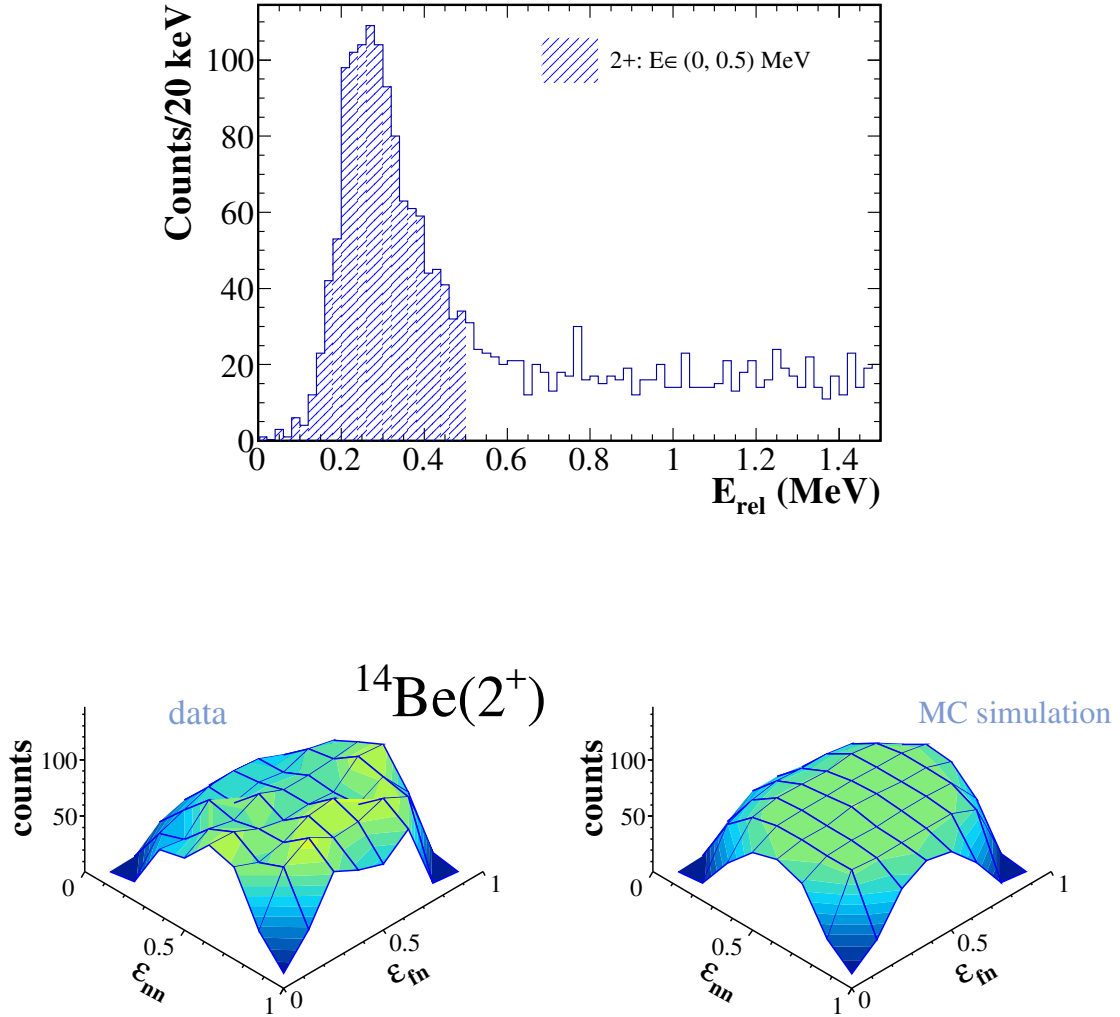 Counts/20 keV
100
80
60
40
20
0
2+: E∈ (0, 0.5) MeV
0 0.2 0.4 0.6 0.8 1 1.2 1.4
E_rel (MeV)
¹⁴Be(2⁺)
data
counts
100
50
0
0.5
1
ε_nn
0
0.5
1
ε_fn
MC simulation
counts
100
50
0
0.5
1
ε_nn
0
0.5
1
ε_fn